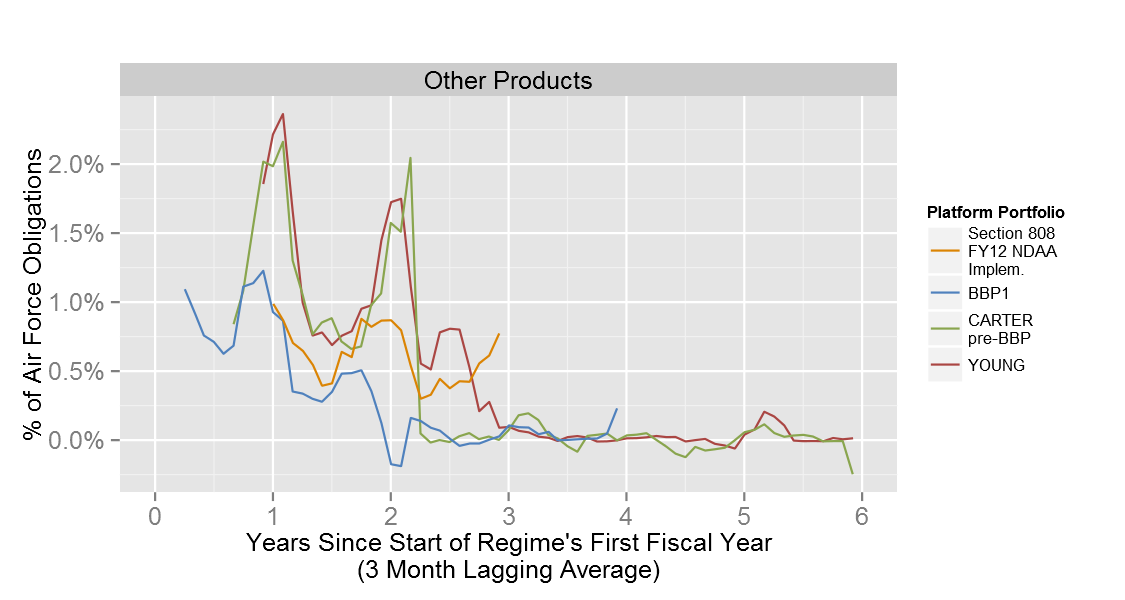 Other Products
% of Air Force Obligations
2.0%
1.5%
1.0%
0.5%
0.0%
0 1 2 3 4 5 6
Years Since Start of Regime's First Fiscal Year
(3 Month Lagging Average)
Platform Portfolio
Section 808
FY12 NDAA
Implem.
BBP1
CARTER
pre-BBP
YOUNG